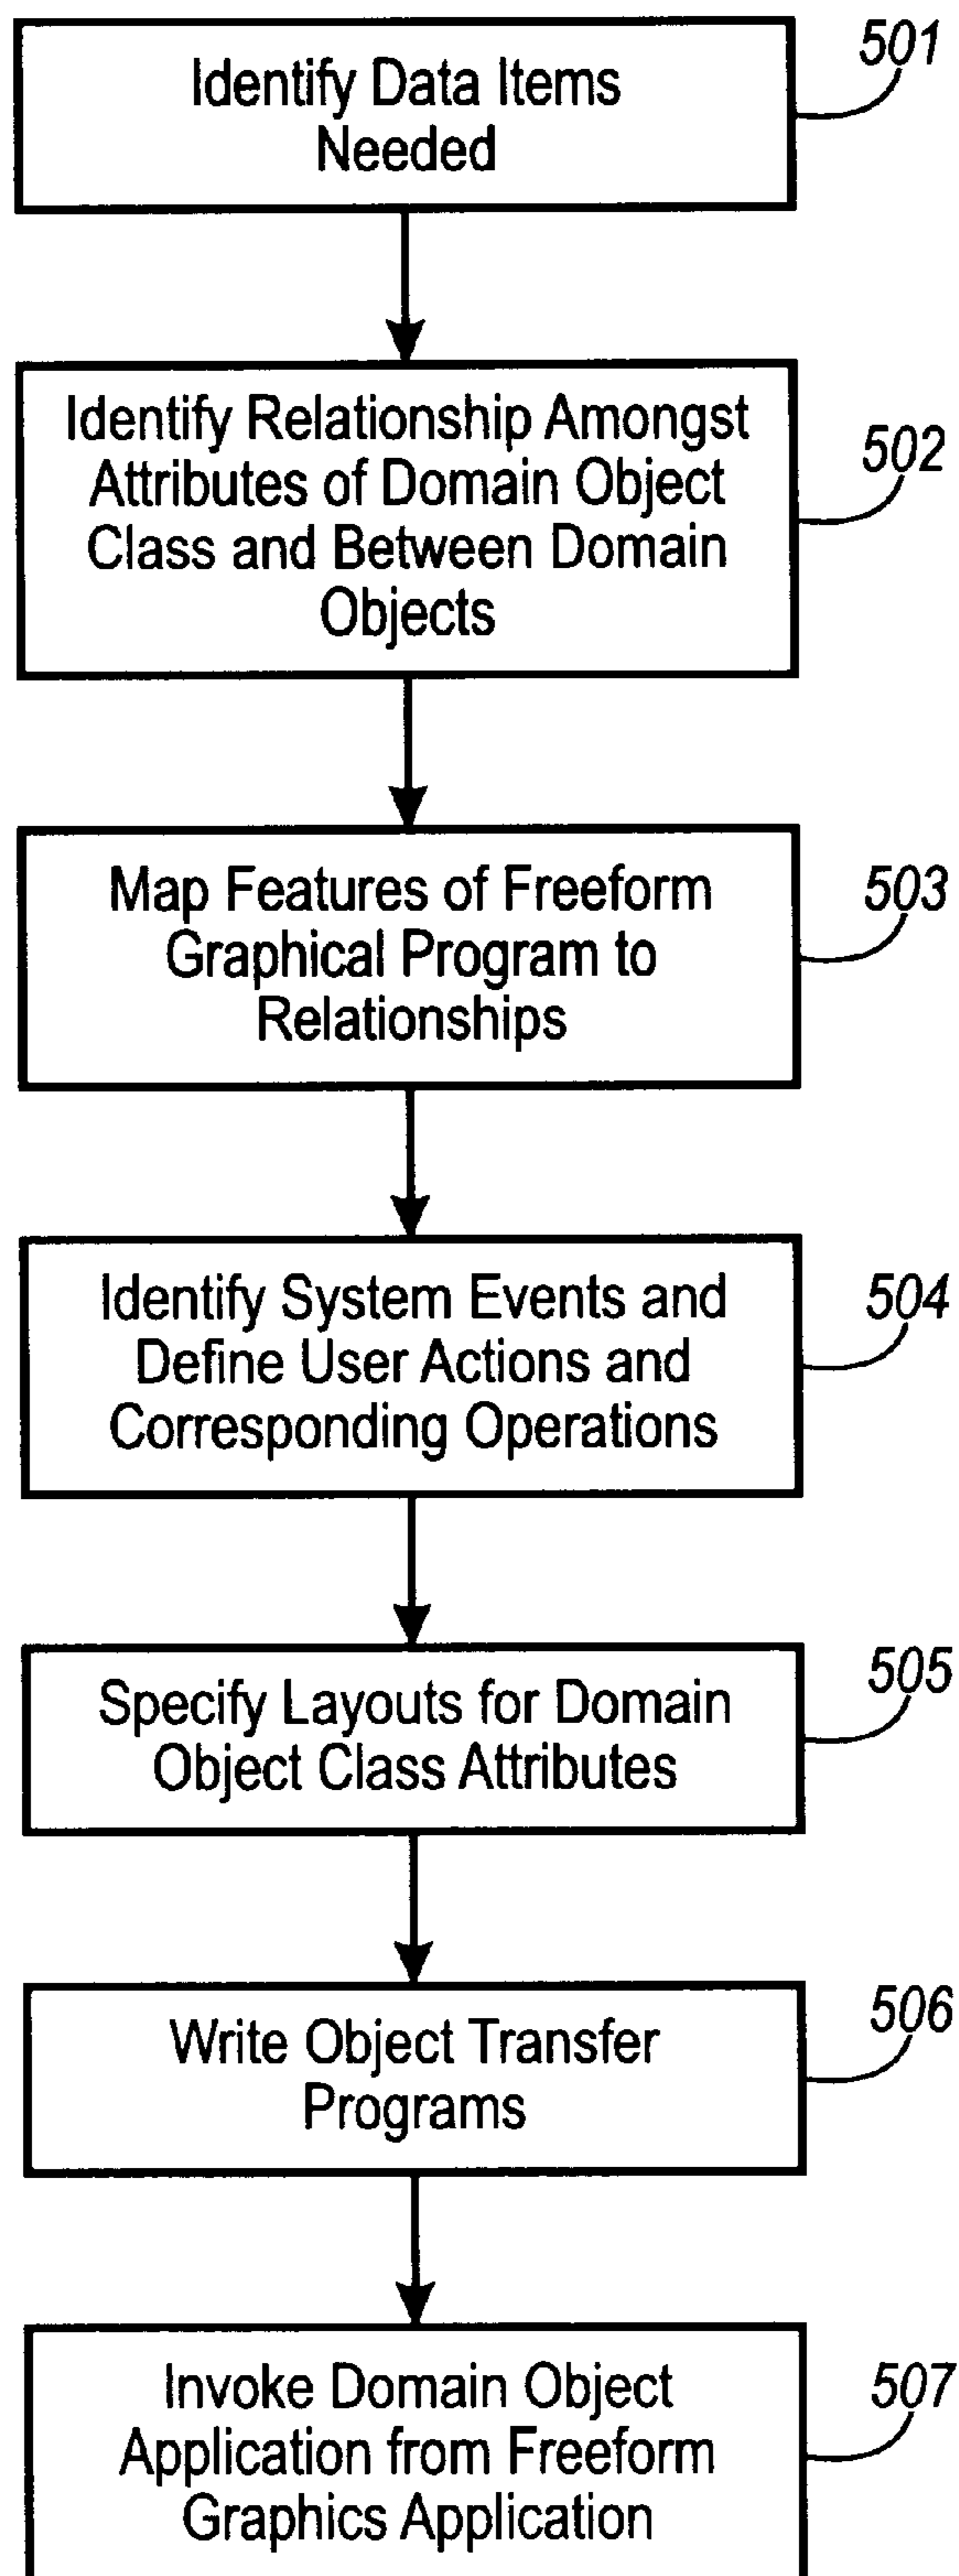 501
Identify Data Items
Needed
502
Identify Relationship Amongst
Attributes of Domain Object
Class and Between Domain
Objects
503
Map Features of Freeform
Graphical Program to
Relationships
504
Identify System Events and
Define User Actions and
Corresponding Operations
505
Specify Layouts for Domain
Object Class Attributes
506
Write Object Transfer
Programs
507
Invoke Domain Object
Application from Freeform
Graphics Application